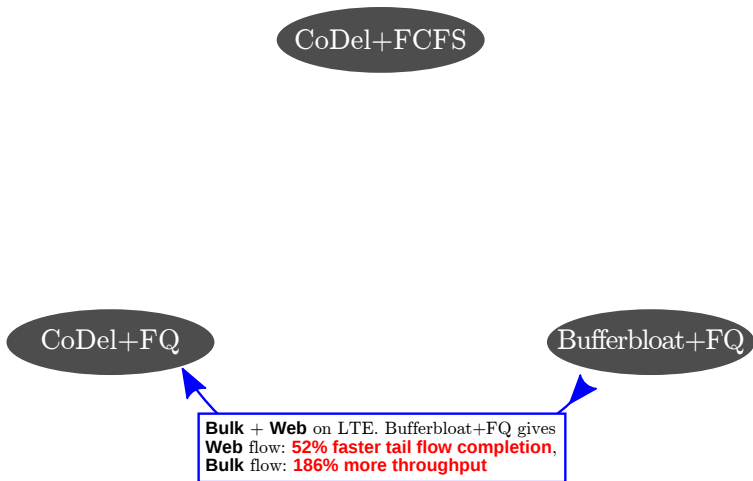 CoDel+FCFS
CoDel+FQ
Bufferbloat+FQ
Bulk + Web on LTE. Bufferbloat+FQ gives
Web flow: 52% faster tail flow completion,
Bulk flow: 186% more throughput